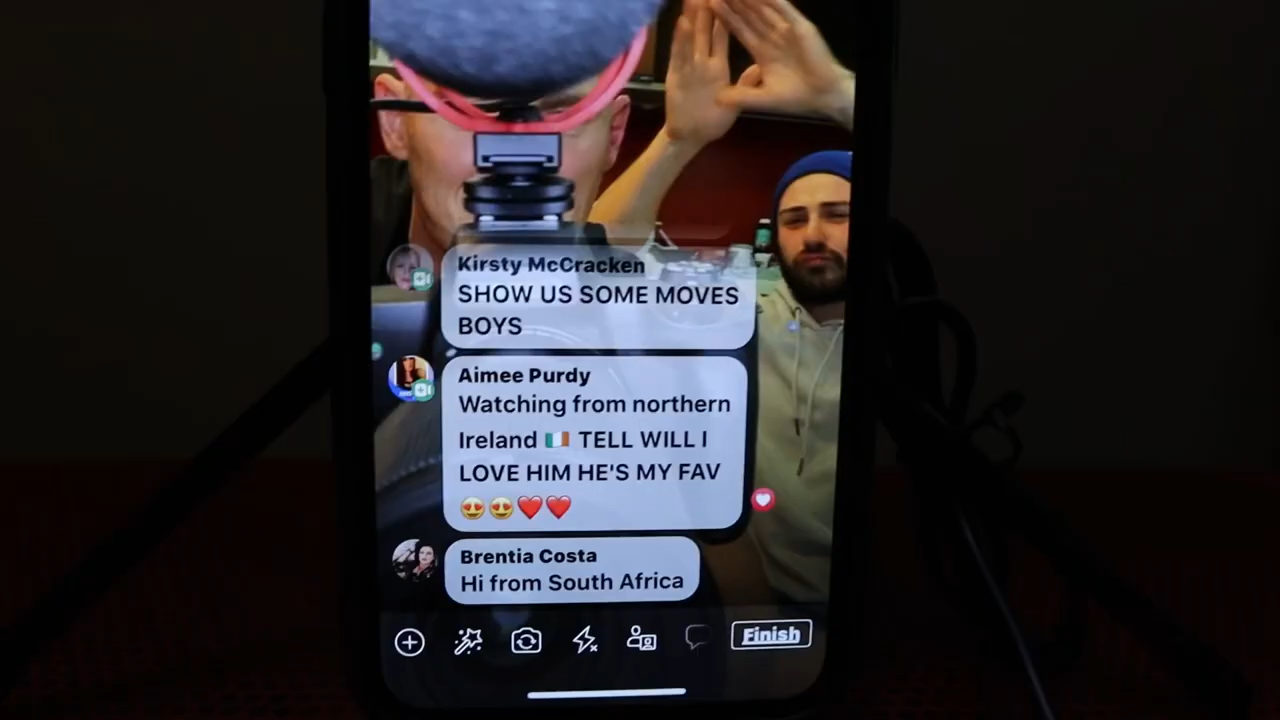 Kirsty McCracken
SHOW US SOME MOVES
BOYS
Aimee Purdy
Watching from northern
Ireland 🇮🇪 TELL WILL I
LOVE HIM HE'S MY FAV
😍😍❤️❤️
Brentia Costa
Hi from South Africa
Finish